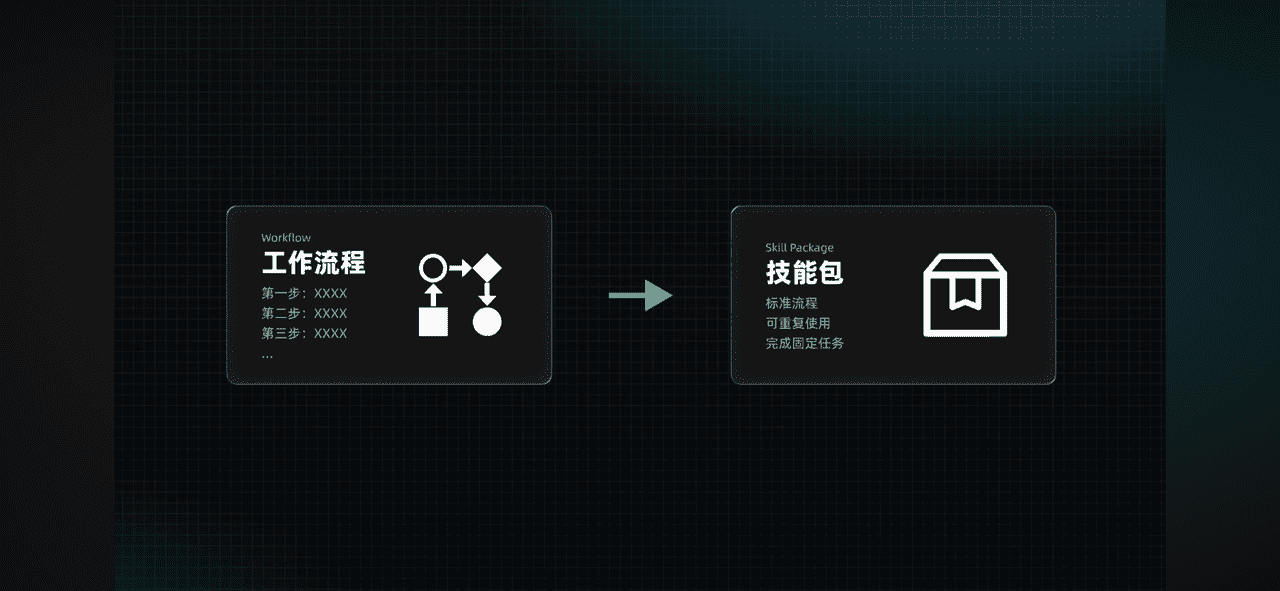 Workflow
工作流程
第一步：XXXX
第二步：XXXX
第三步：XXXX
...
Skill Package
技能包
标准流程
可重复使用
完成固定任务